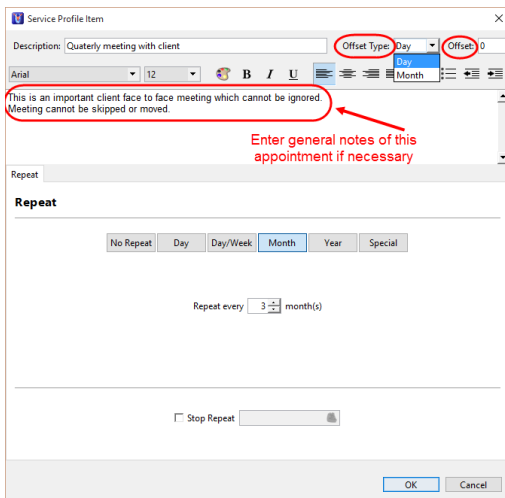 Service Profile Item
Description: Quaterly meeting with client Offset Type: Day Offset: 0
Day
Month
Arial 12 B I U
This is an important client face to face meeting which cannot be ignored.
Meeting cannot be skipped or moved.
Enter general notes of this
appointment if necessary
Repeat
Repeat
No Repeat Day Day/Week Month Year Special
Repeat every 3 month(s)
Stop Repeat
OK Cancel